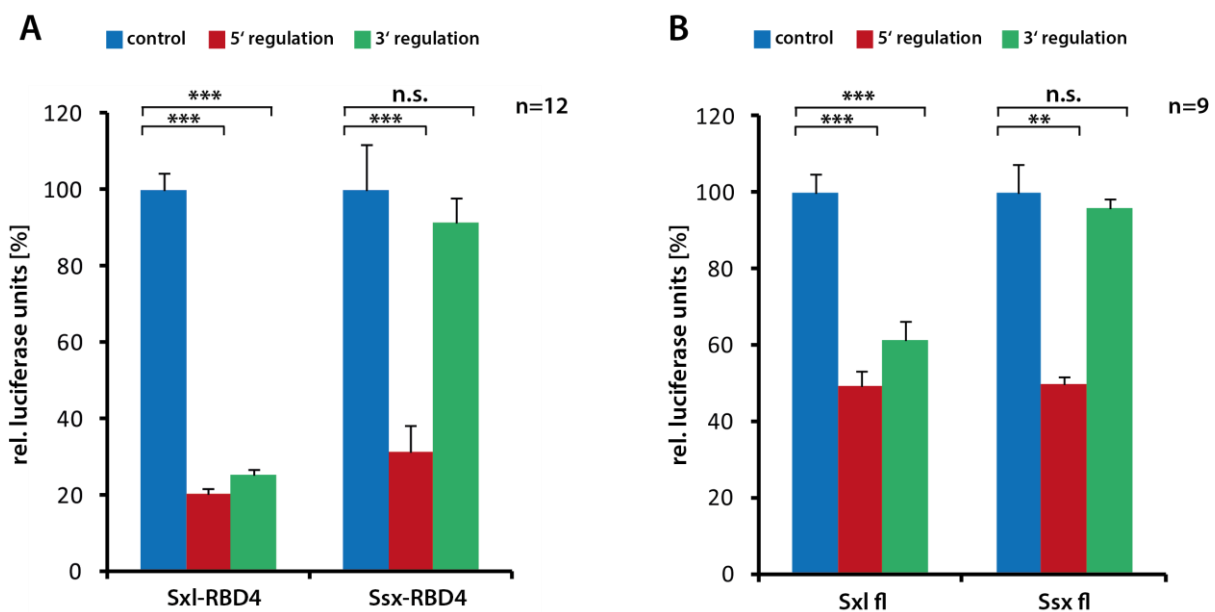 A
control 5‘ regulation 3‘ regulation
***
***
n.s.
***
n=12
rel. luciferase units [%]
120
100
80
60
40
20
0
Sxl-RBD4 Ssx-RBD4
B
control 5‘ regulation 3‘ regulation
***
***
n.s.
**
n=9
rel. luciferase units [%]
120
100
80
60
40
20
0
Sxl fl Ssx fl